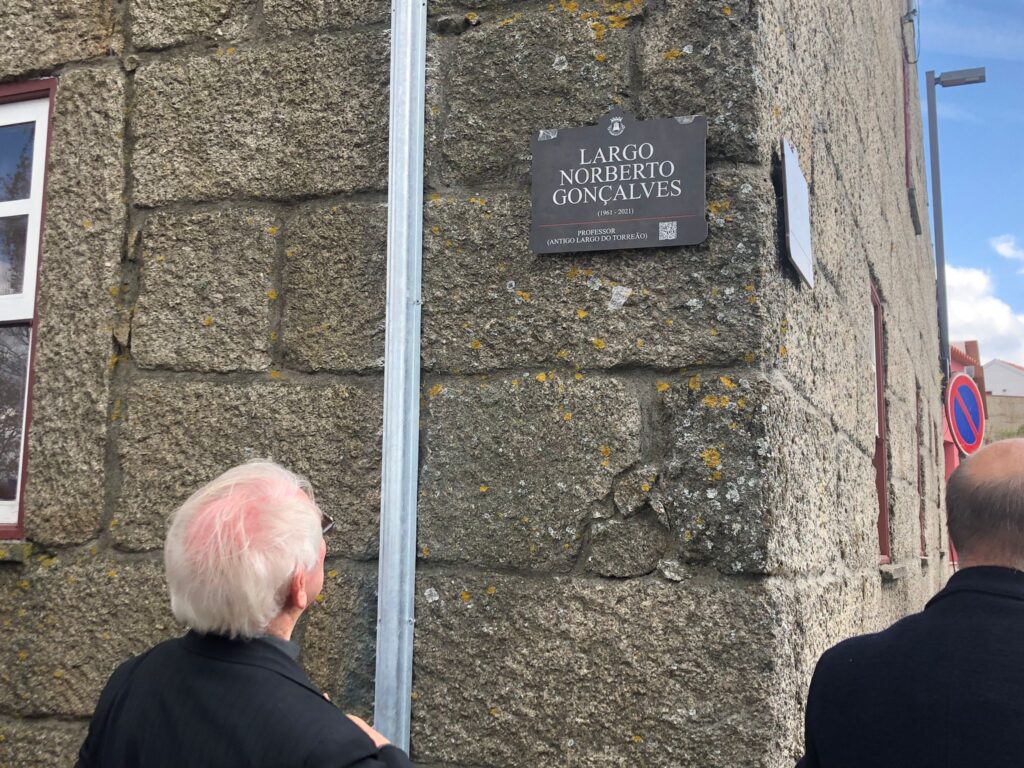 LARGO
NORBERTO
GONÇALVES
(1961 - 2021)
PROFESSOR
(ANTIGO LARGO DO TORREÃO)